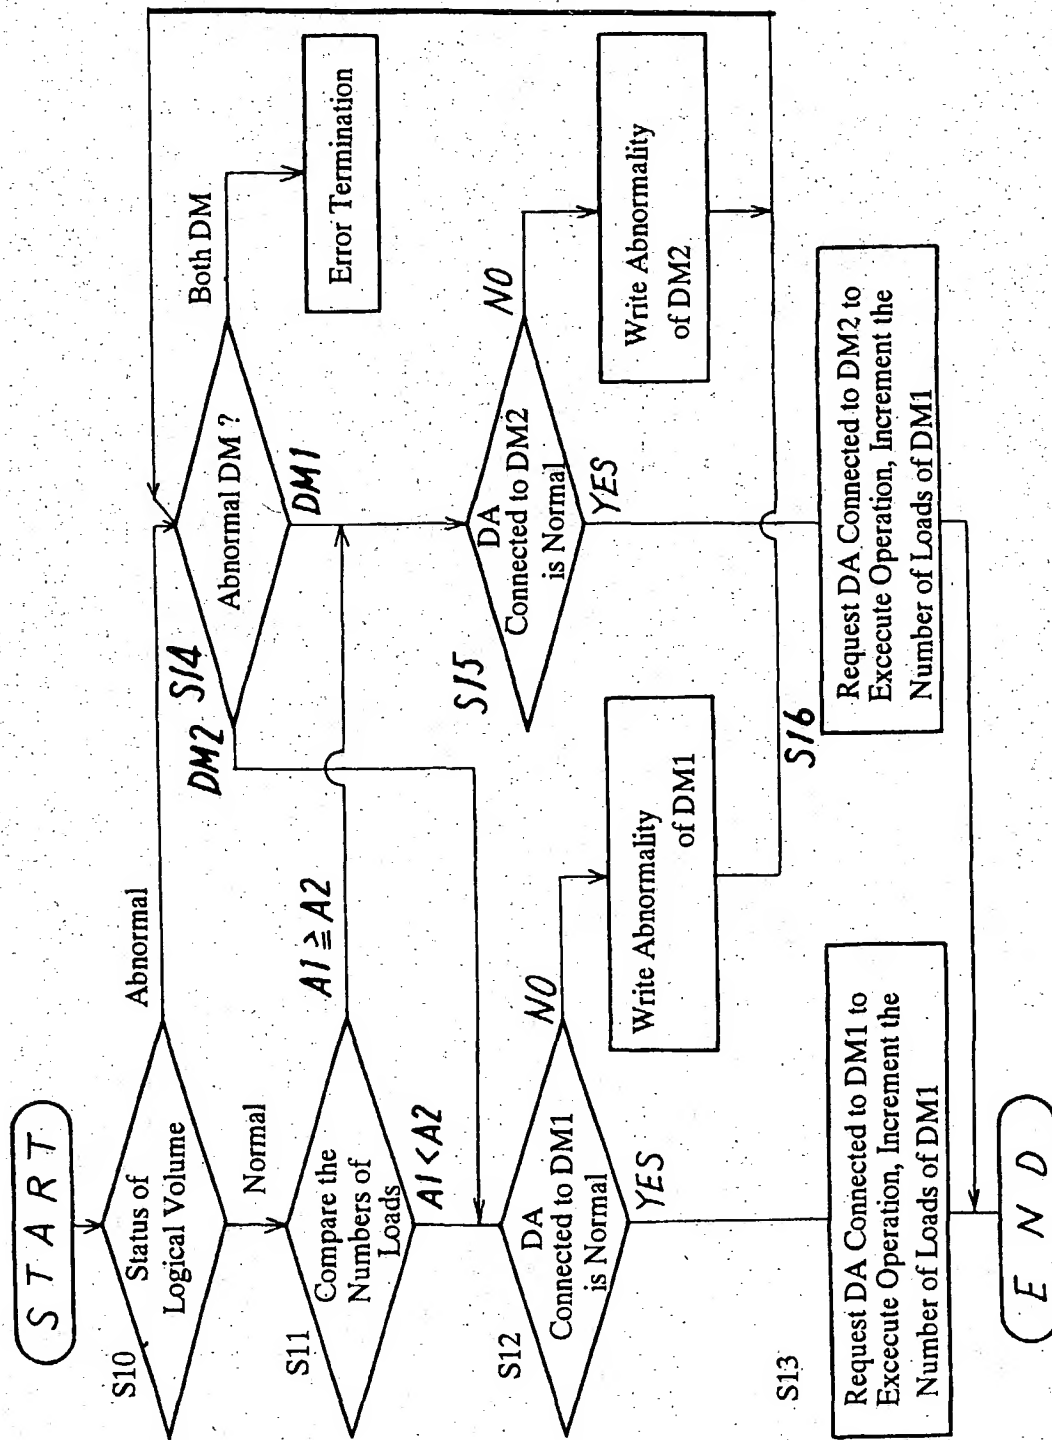 START
S10
Status of
Logical Volume
Abnormal
Normal
S11
Compare the
Numbers of
Loads
A1≧A2
A1<A2
S12
DA
Connected to DM1
is Normal
NO
YES
Write Abnormality
of DM1
S13
Request DA Connected to DM1 to
Excecute Operation, Increment the
Number of Loads of DM1
END
S14
Abnormal DM ?
DM2
DM1
Both DM
Error Termination
S15
DA
Connected to DM2
is Normal
NO
YES
Write Abnormality
of DM2
S16
Request DA Connected to DM2 to
Excecute Operation, Increment the
Number of Loads of DM1